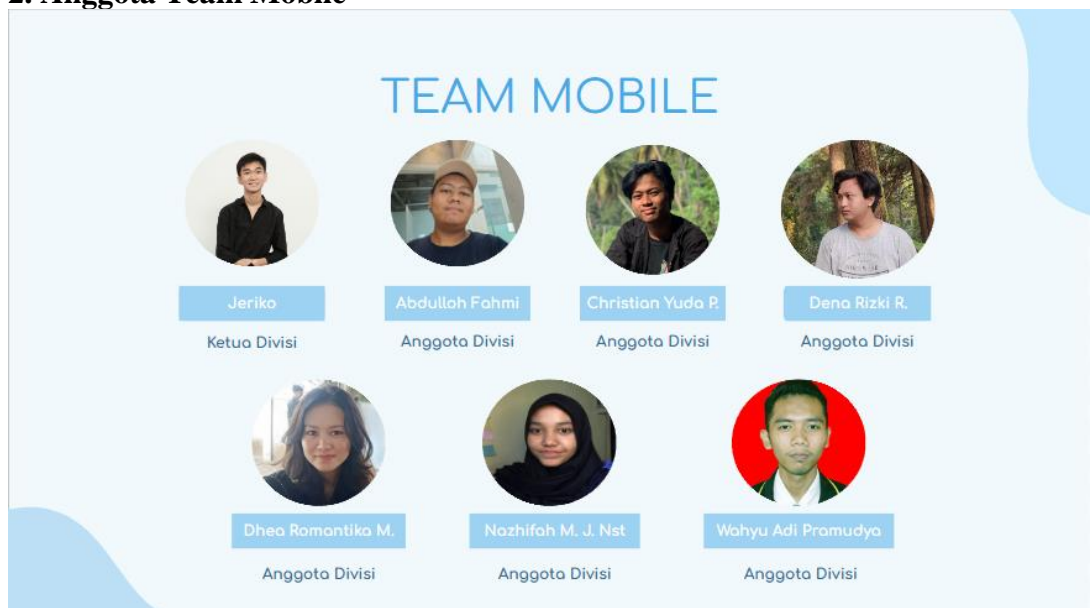 2. Anggota Team Mobile
TEAM MOBILE
Jeriko
Abdullah Fahmi
Christian Yuda P.
Dena Rizki R.
Ketua Divisi
Anggota Divisi
Anggota Divisi
Anggota Divisi
Dhea Romantika M.
Nazhifah M. J. Nst
Wahyu Adi Pramudya
Anggota Divisi
Anggota Divisi
Anggota Divisi